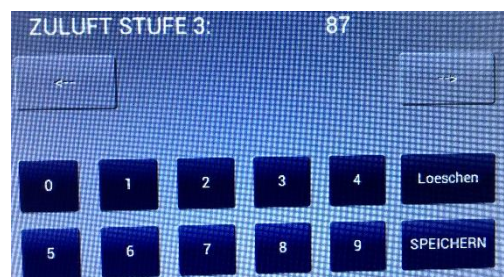 ZULUFT STUFE 3: 87
<-- -->
0 1 2 3 4 Loeschen
5 6 7 8 9 SPEICHERN